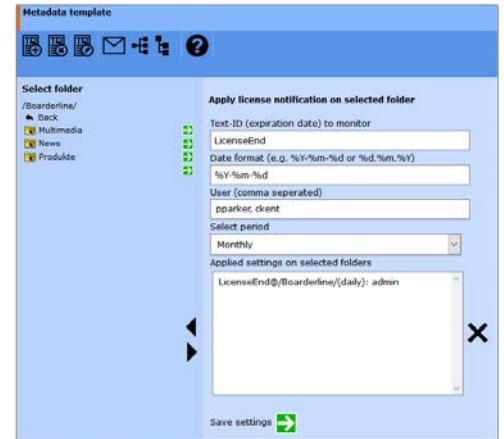 Metadata template
Select folder
/Boarderline/
Back
Multimedia
News
Produkte
Apply license notification on selected folder
Text-ID (expiration date) to monitor
LicenseEnd
Date format (e.g. %Y-%m-%d or %d.%m.%Y)
%Y-%m-%d
User (comma seperated)
pparker, ckent
Select period
Monthly
Applied settings on selected folders
LicenseEnd@/Boarderline/(daily): admin
Save settings